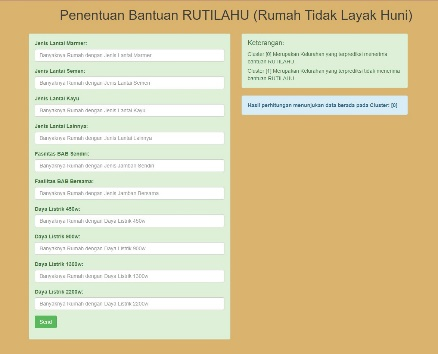 Penentuan Bantuan RUTILAHU (Rumah Tidak Layak Huni)
Jenis Lantai Marmer:
Banyaknya Rumah dengan Jenis Lantai Marmer
Jenis Lantai Semen:
Banyaknya Rumah dengan Jenis Lantai Semen
Jenis Lantai Kayu
Banyaknya Rumah dengan Jenis Lantai Kayu
Jenis Lantai Lainnya:
Banyaknya Rumah dengan Jenis Lantai Lainnya
Fasilitas BAB Sendiri:
Banyaknya Rumah dengan Jenis Jamban Sendiri
Fasilitas BAB Bersama:
Banyaknya Rumah dengan Jenis Jamban Bersama
Daya Listrik 450w:
Banyaknya Rumah dengan Daya Listrik 450w
Daya Listrik 900w:
Banyaknya Rumah dengan Daya Listrik 900w
Daya Listrik 1300w:
Banyaknya Rumah dengan Daya Listrik 1300w
Daya Listrik 2200w:
Banyaknya Rumah dengan Daya Listrik 2200w
Send
Keterangan:
Cluster [0] Merupakan Kelurahan yang terprediksi menerima
bantuan RUTILAHU
Cluster [1] Merupakan Kelurahan yang terprediksi tidak menerima
bantuan RUTILAHU
Hasil perhitungan menunjukan data berada pada Cluster: [0]